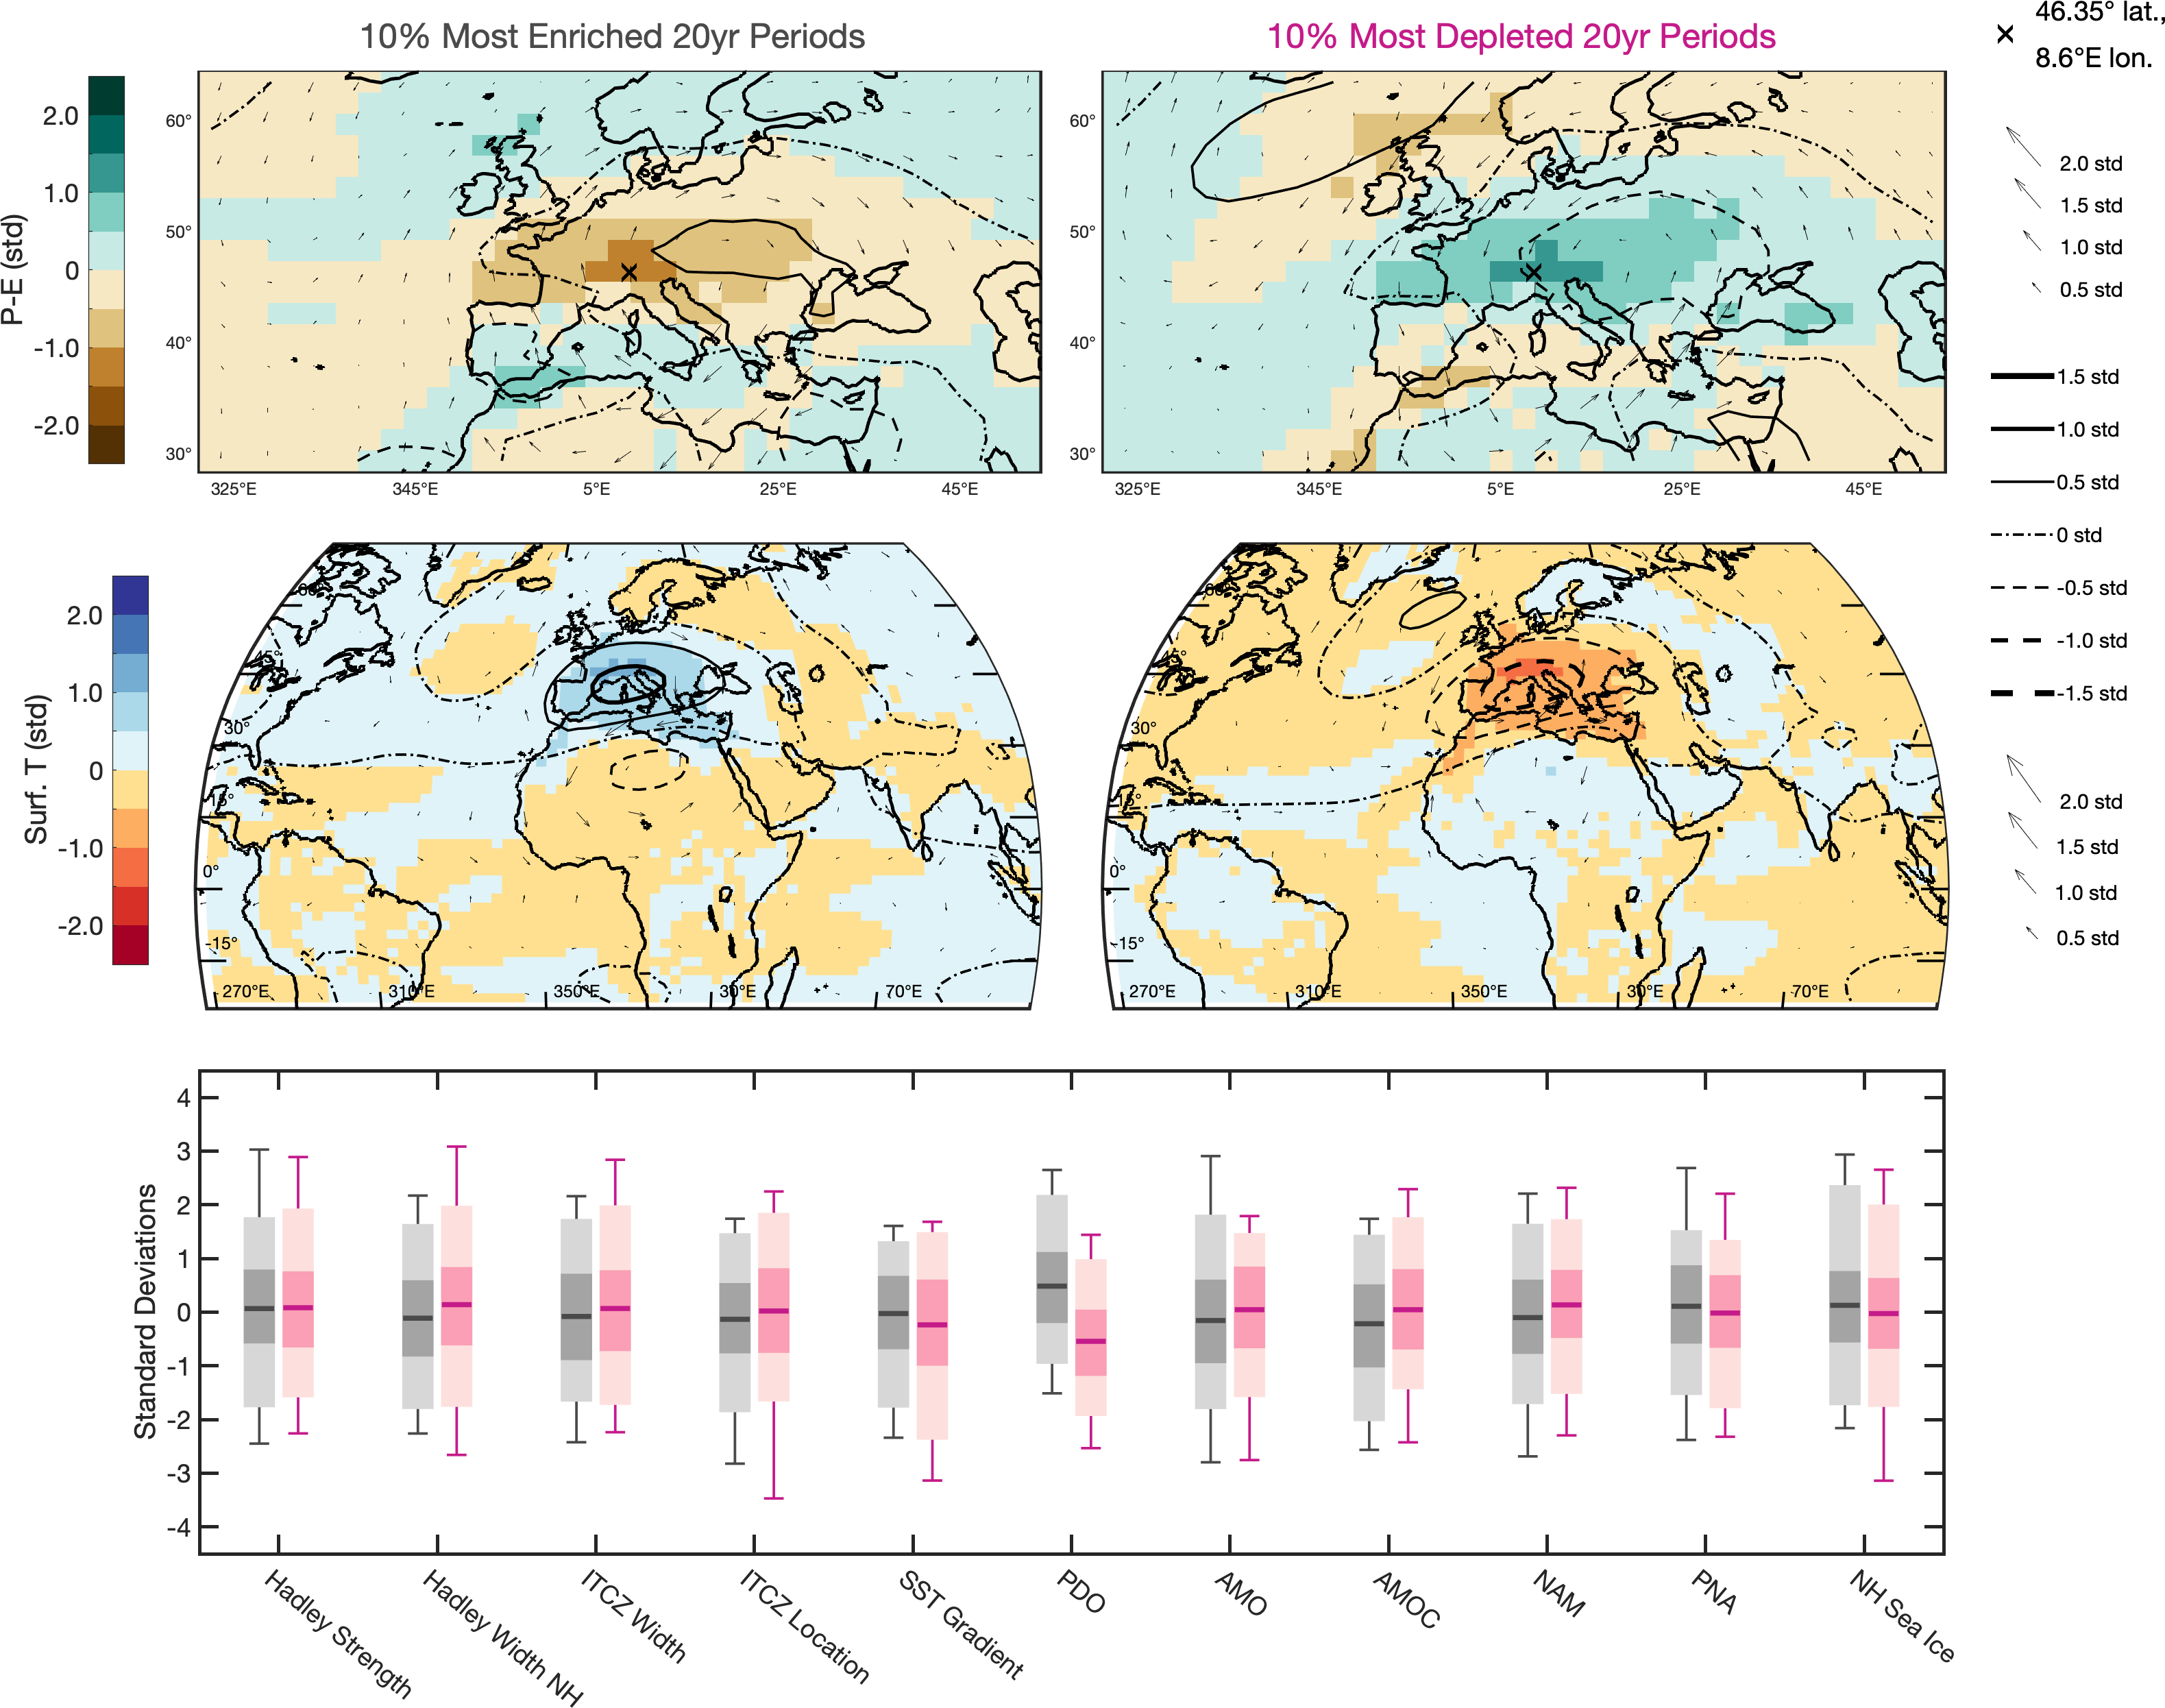 10% Most Enriched 20yr Periods
10% Most Depleted 20yr Periods
46.35° lat.,
8.6°E lon.
P-E (std)
2.0
1.0
0
-1.0
-2.0
60°
50°
40°
30°
325°E
345°E
5°E
25°E
45°E
60°
50°
40°
30°
325°E
345°E
5°E
25°E
45°E
2.0 std
1.5 std
1.0 std
0.5 std
1.5 std
1.0 std
0.5 std
0 std
-0.5 std
-1.0 std
-1.5 std
Surf. T (std)
2.0
1.0
0
-1.0
-2.0
60°
45°
30°
15°
0°
-15°
270°E
310°E
350°E
30°E
70°E
60°
45°
30°
15°
0°
-15°
270°E
310°E
350°E
30°E
70°E
2.0 std
1.5 std
1.0 std
0.5 std
Standard Deviations
4
3
2
1
0
-1
-2
-3
-4
Hadley Strength
Hadley Width NH
ITCZ Width
ITCZ Location
SST Gradient
PDO
AMO
AMOC
NAM
PNA
NH Sea Ice